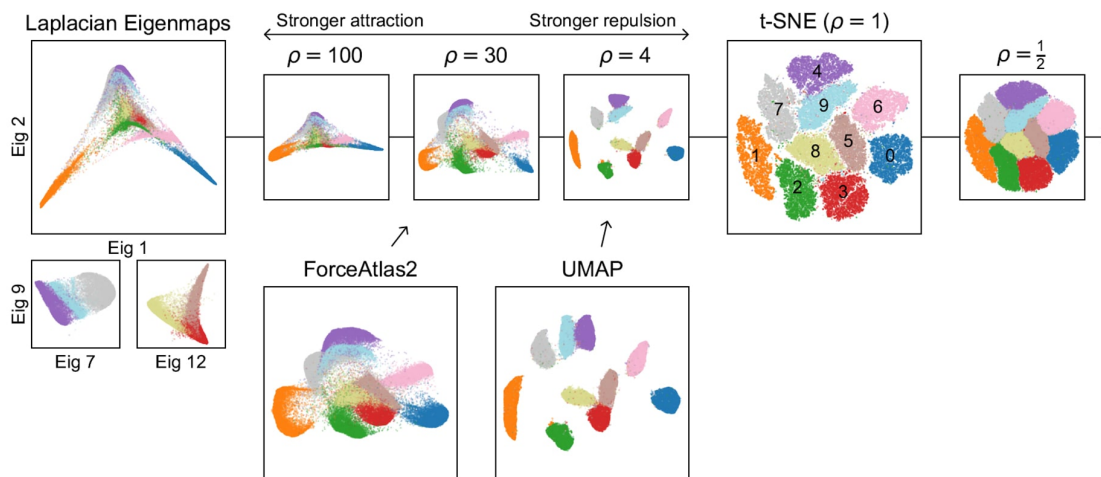 Laplacian Eigenmaps
Stronger attraction
Stronger repulsion
t-SNE (ρ = 1)
ρ = 100
ρ = 30
ρ = 4
ρ = 1/2
Eig 2
4
7
9
6
1
8
5
0
2
3
Eig 1
ForceAtlas2
UMAP
Eig 9
Eig 7
Eig 12